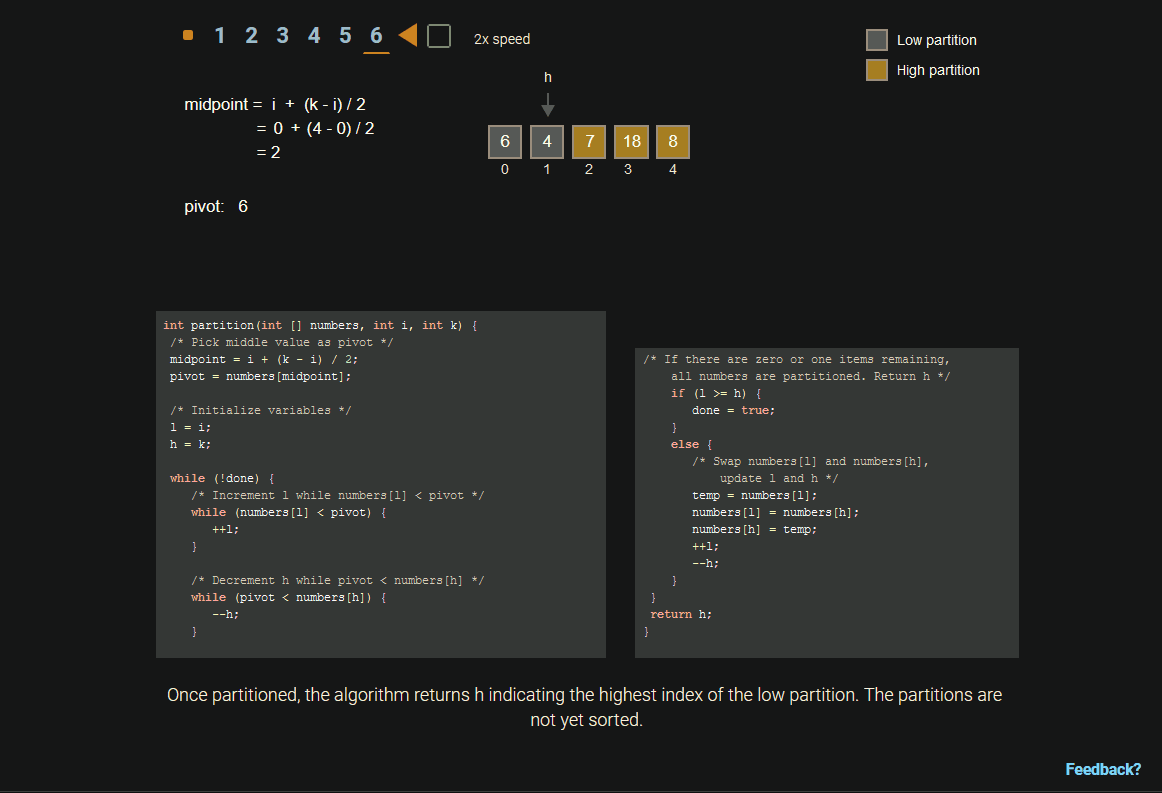 1 2 3 4 5 6 2x speed
Low partition
High partition
h
midpoint = i + (k - i) / 2
= 0 + (4 - 0) / 2
= 2
6 4 7 18 8
0 1 2 3 4
pivot: 6
int partition(int [] numbers, int i, int k) {
/* Pick middle value as pivot */
midpoint = i + (k - i) / 2;
pivot = numbers[midpoint];
/* Initialize variables */
l = i;
h = k;
while (!done) {
/* Increment l while numbers[l] < pivot */
while (numbers[l] < pivot) {
++l;
}
/* Decrement h while pivot < numbers[h] */
while (pivot < numbers[h]) {
--h;
}
/* If there are zero or one items remaining,
all numbers are partitioned. Return h */
if (l >= h) {
done = true;
}
else {
/* Swap numbers[l] and numbers[h],
update l and h */
temp = numbers[l];
numbers[l] = numbers[h];
numbers[h] = temp;
++l;
--h;
}
}
return h;
}
Once partitioned, the algorithm returns h indicating the highest index of the low partition. The partitions are
not yet sorted.
Feedback?